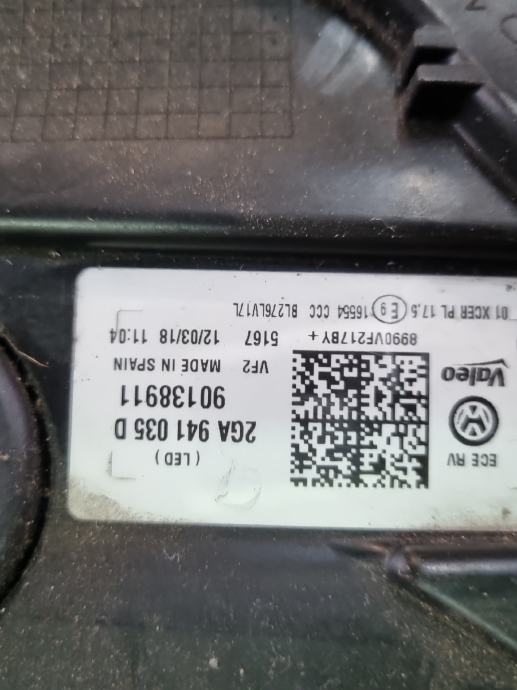 ( LED )
ECE RV
2GA 941 035 D
90138911
Valeo
VF2 MADE IN SPAIN
8990VF217BY + 5167 12/03/18 11:04
01 XCER PL 17.5 E9 16554 CCC BL276LV17L